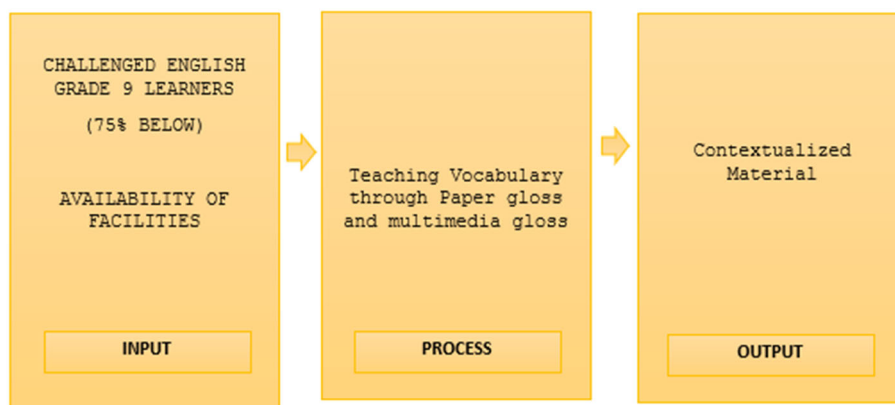 CHALLENGED ENGLISH
GRADE 9 LEARNERS
(75% BELOW)
AVAILABILITY OF
FACILITIES
INPUT
Teaching Vocabulary
through Paper gloss
and multimedia gloss
PROCESS
Contextualized
Material
OUTPUT